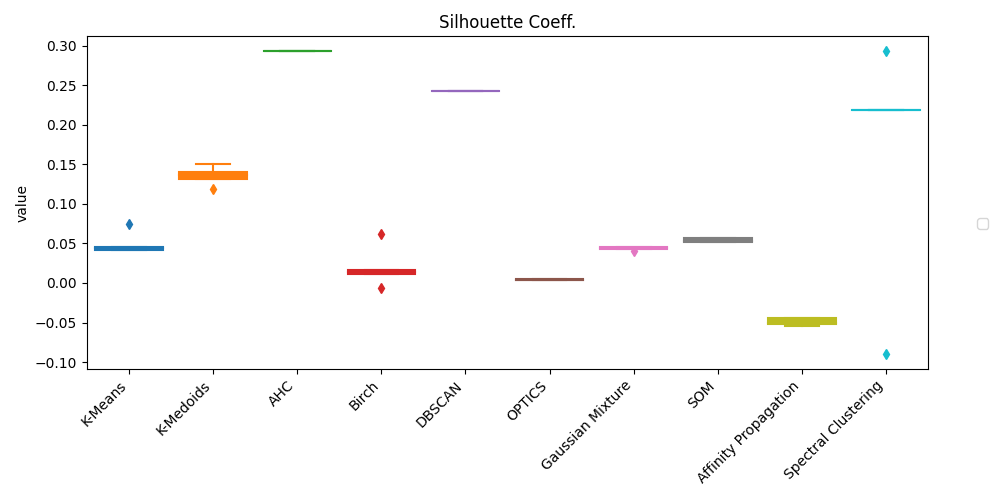 Silhouette Coeff.
value
0.30
0.25
0.20
0.15
0.10
0.05
0.00
−0.05
−0.10
K-Means
K-Medoids
AHC
Birch
DBSCAN
OPTICS
Gaussian Mixture
SOM
Affinity Propagation
Spectral Clustering